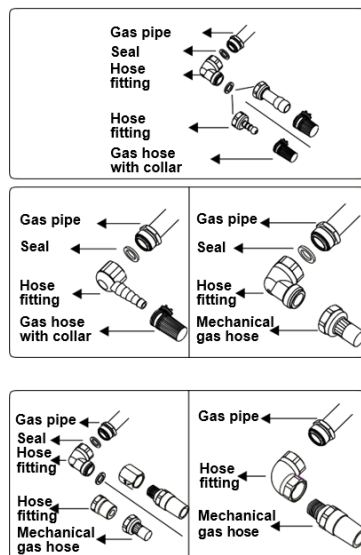 Gas pipe
Seal
Hose
fitting
Hose
fitting
Gas hose
with collar
Gas pipe
Seal
Hose
fitting
Gas hose
with collar
Gas pipe
Seal
Hose
fitting
Mechanical
gas hose
Gas pipe
Seal
Hose
fitting
Hose
fitting
Mechanical
gas hose
Gas pipe
Hose
fitting
Mechanical
gas hose